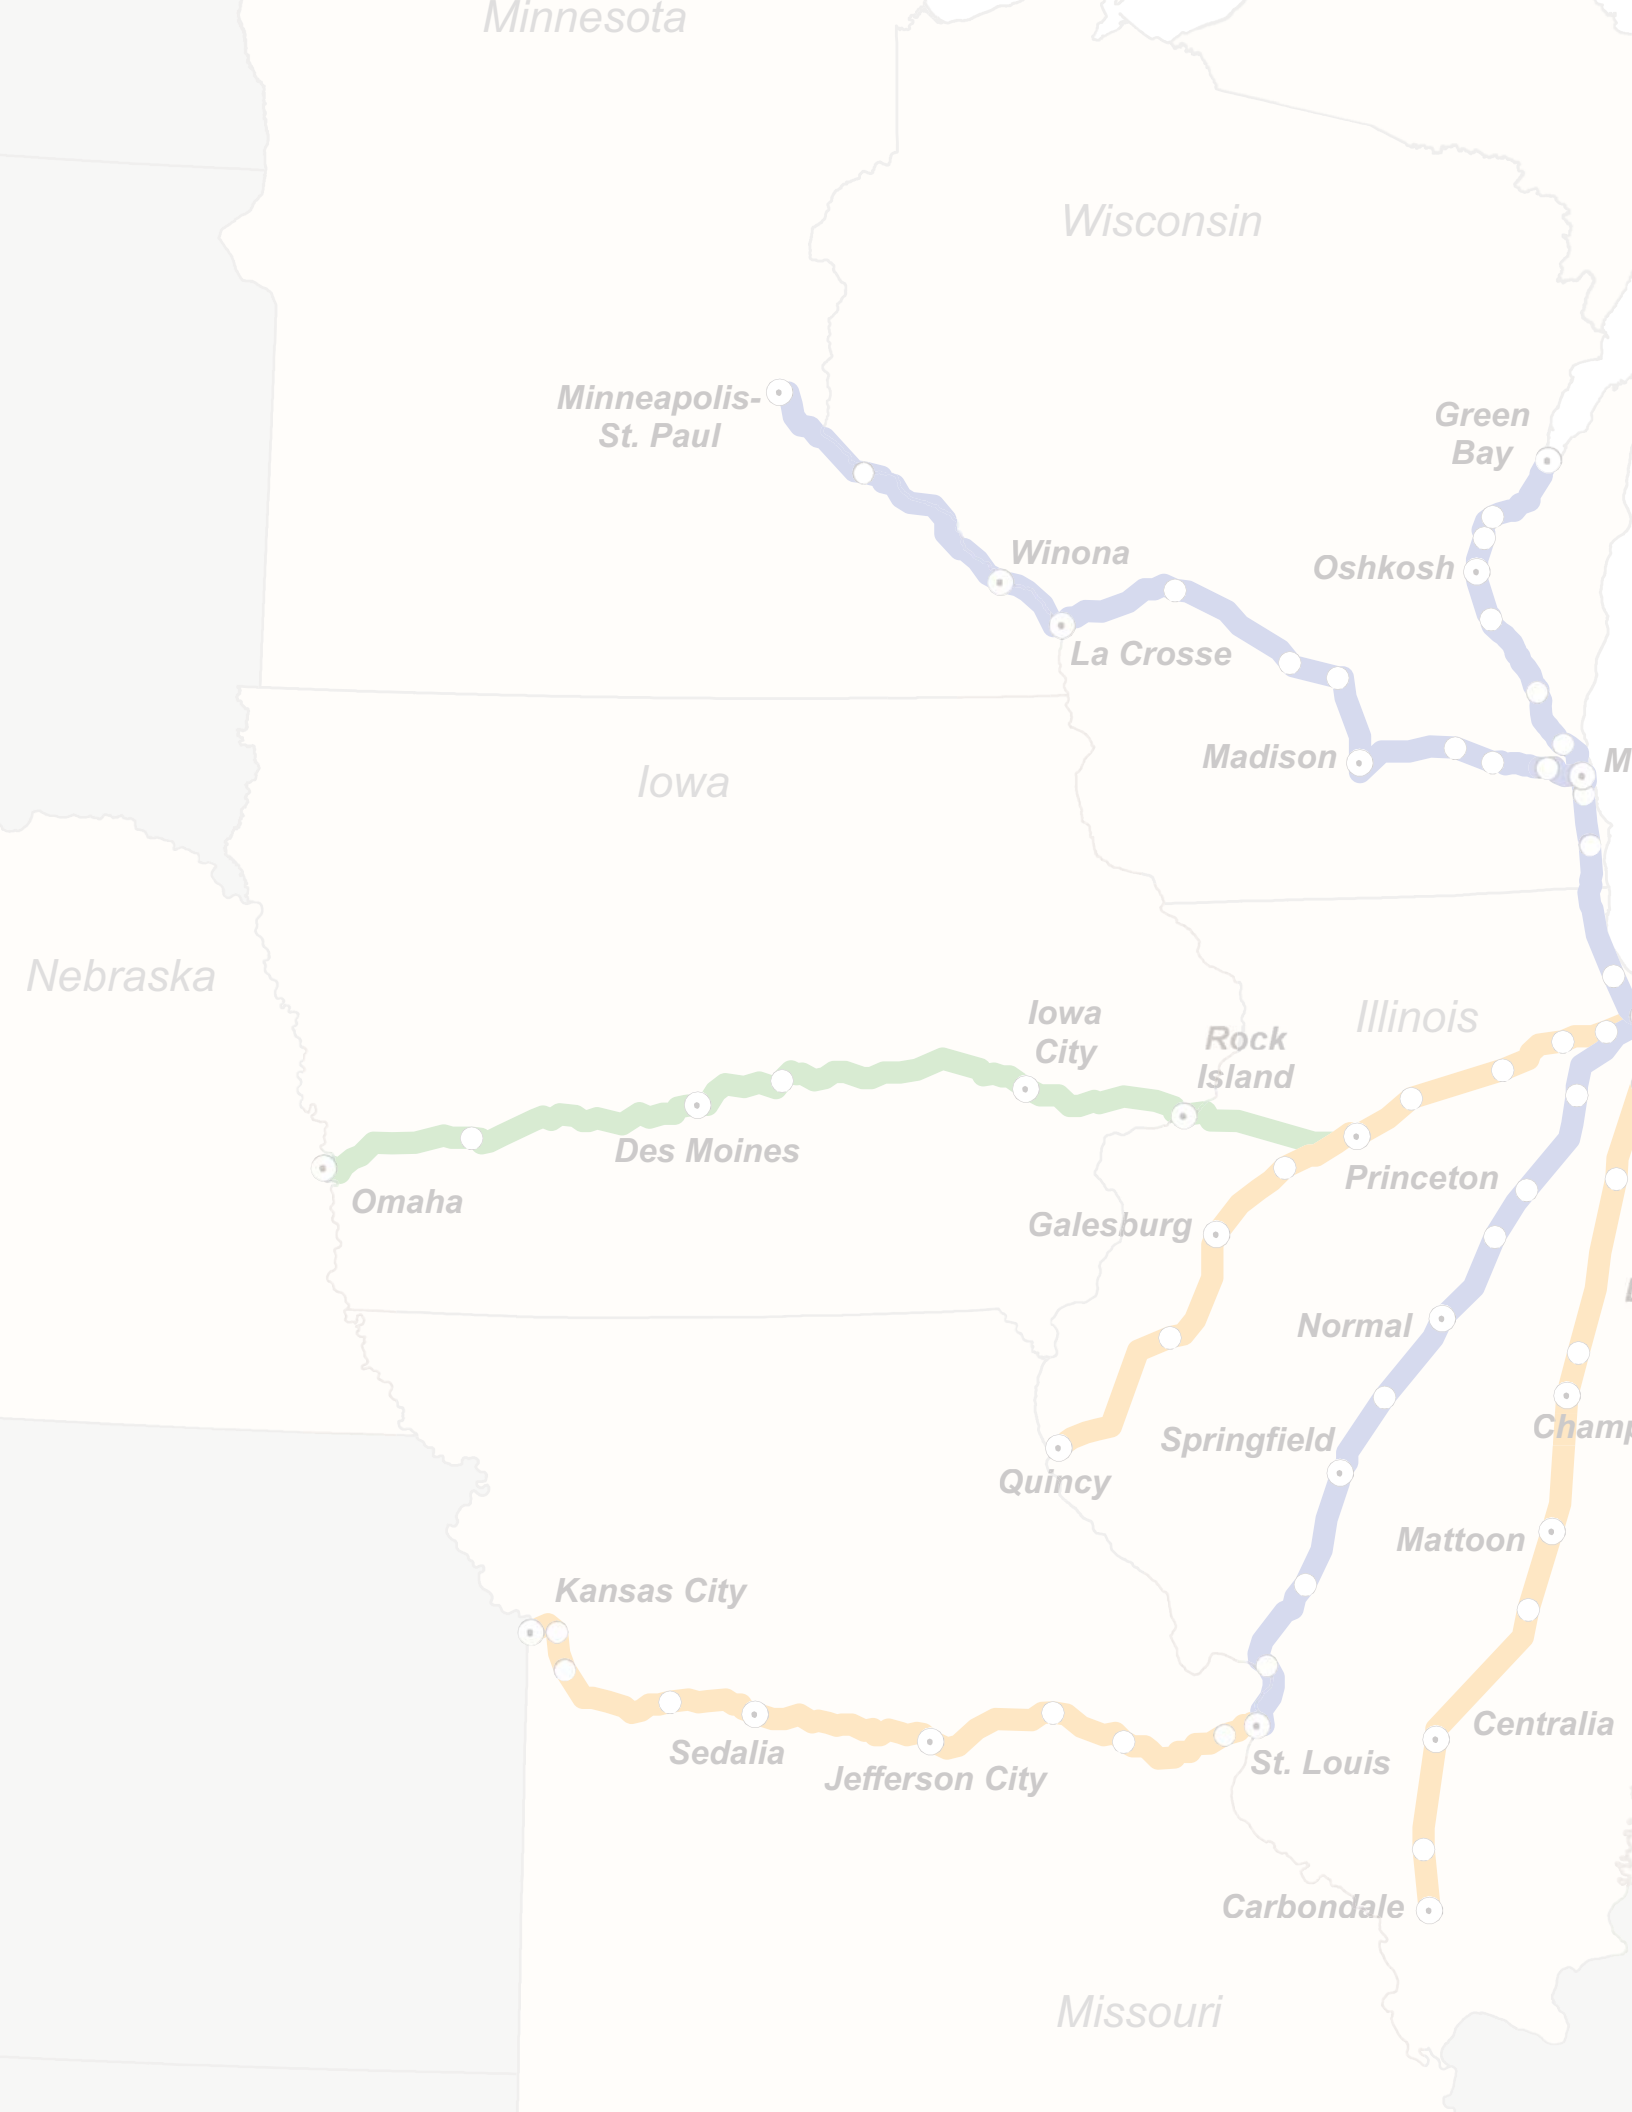 Minnesota
Wisconsin
Minneapolis-
St. Paul
Green
Bay
Winona
Oshkosh
La Crosse
Madison
Iowa
Nebraska
Iowa
City
Rock
Island
Illinois
Des Moines
Omaha
Princeton
Galesburg
Normal
Springfield
Quincy
Mattoon
Kansas City
Sedalia
Jefferson City
St. Louis
Centralia
Carbondale
Missouri